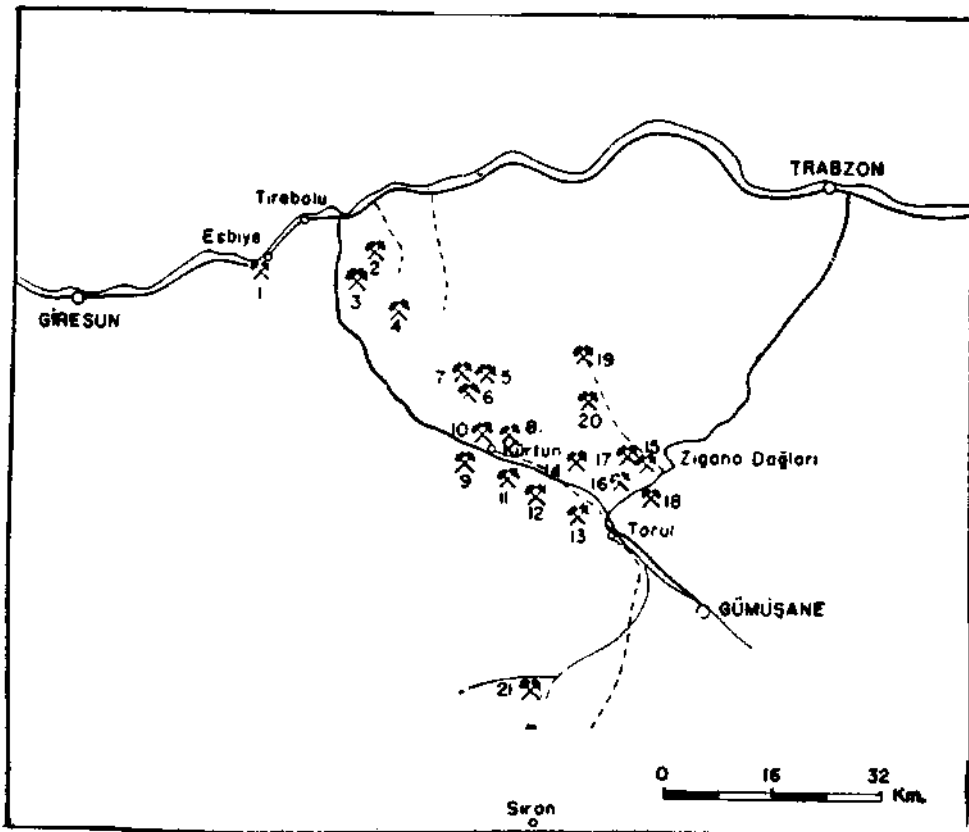 TRABZON
Tirebolu
Esbiye
1
2
3
4
GİRESUN
19
7
5
6
20
10
8.
Kürtün
15
17
Zigana Dağları
14
9
16
11
12
18
13
Torul
GÜMÜŞANE
21
0 16 32
Km.
Şiran